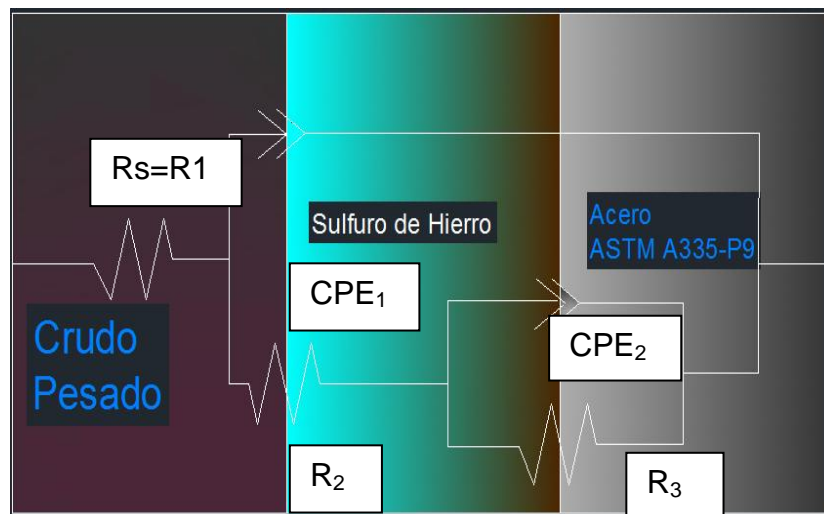 Rs=R1
Sulfuro de Hierro
Acero
ASTM A335-P9
CPE₁
Crudo
Pesado
CPE₂
R₂
R₃